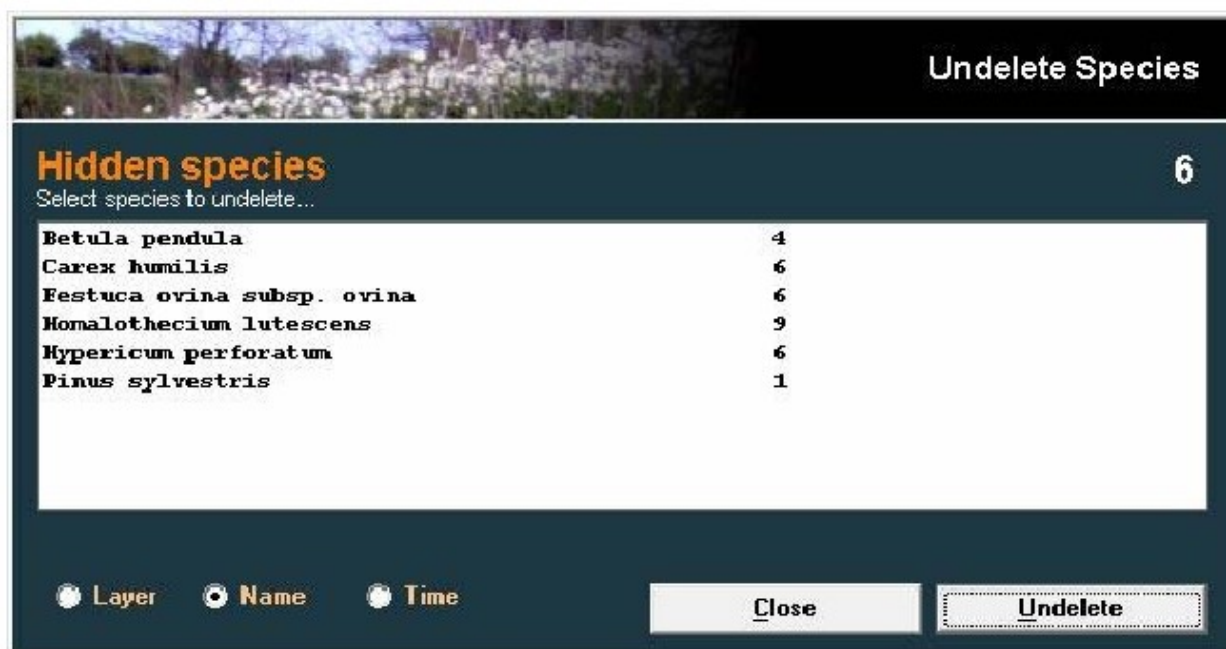 Undelete Species
Hidden species 6
Select species to undelete...
Betula pendula 4
Carex humilis 6
Festuca ovina subsp. ovina 6
Homalothecium lutescens 9
Hypericum perforatum 6
Pinus sylvestris 1
Layer Name Time Close Undelete